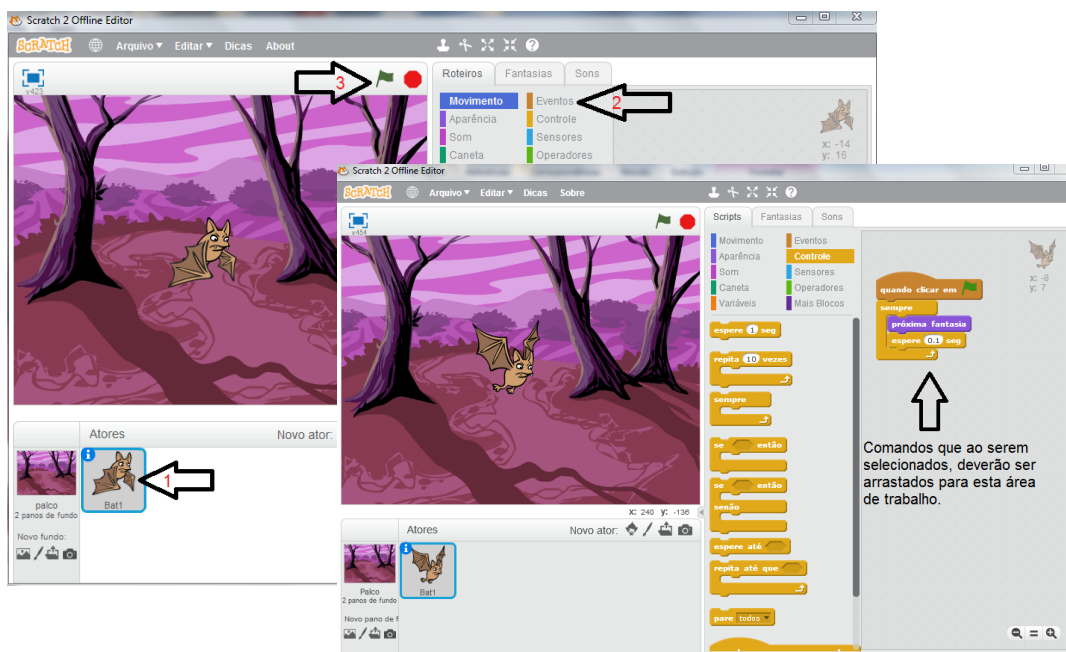 Scratch 2 Offline Editor
SCRATCH Arquivo Editar Dicas About
v423
3
Roteiros Fantasias Sons
Movimento Eventos
2
Aparência Controle
Som Sensores
Caneta Operadores
x: -14
y: 16
Atores Novo ator:
1
Bat1
palco
2 panos de fundo
Novo fundo:
Scratch 2 Offline Editor
SCRATCH Arquivo Editar Dicas Sobre
v454
Scripts Fantasias Sons
Movimento Eventos
Aparência Controle
Som Sensores
Caneta Operadores
Variáveis Mais Blocos
x: -8
y: 7
espere 1 seg
repita 10 vezes
sempre
se então
se então
senão
espere até
repita até que
pare todos
quando clicar em
sempre
próxima fantasia
espere 0.1 seg
Comandos que ao serem
selecionados, deverão ser
arrastados para esta área
de trabalho.
x: 240 y: -136
Atores Novo ator:
Bat1
Palco
2 panos de fundo
Novo pano de f